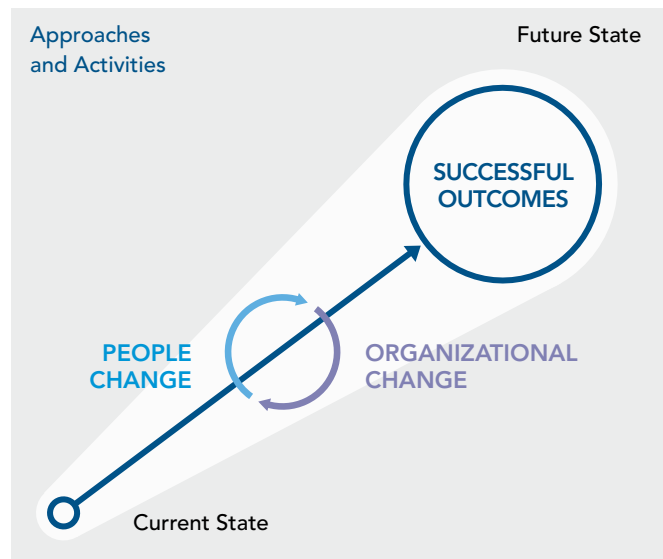 Approaches
and Activities
Future State
SUCCESSFUL
OUTCOMES
PEOPLE
CHANGE
ORGANIZATIONAL
CHANGE
Current State